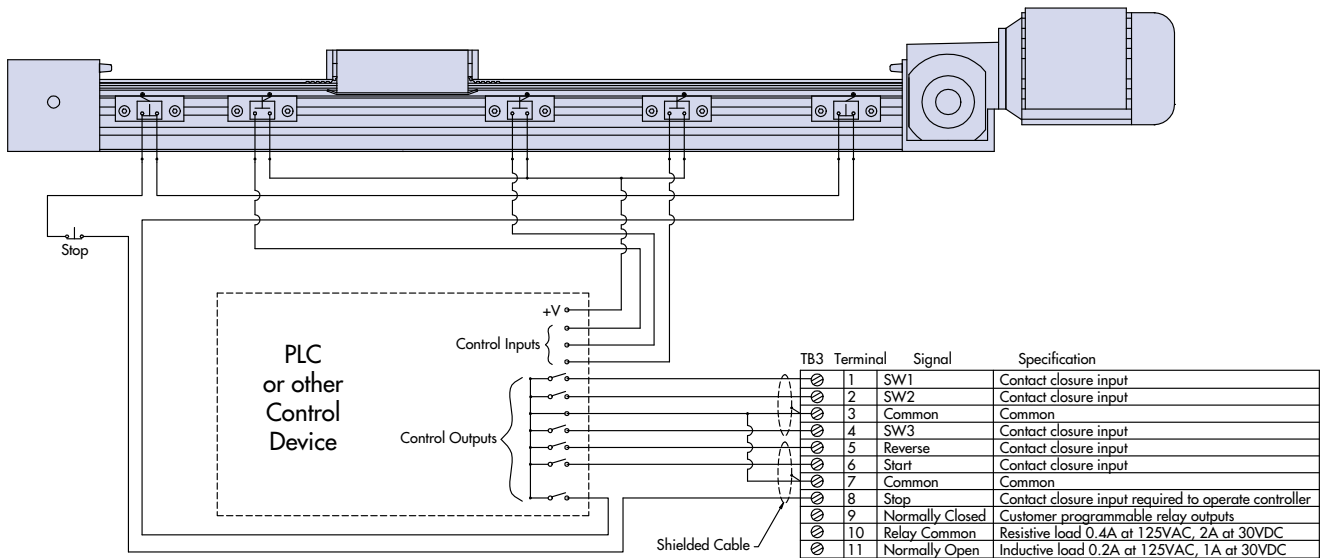 Stop
+V
Control Inputs
PLC
or other
Control
Device
Control Outputs
Shielded Cable
TB3 Terminal Signal Specification
1 SW1 Contact closure input
2 SW2 Contact closure input
3 Common Common
4 SW3 Contact closure input
5 Reverse Contact closure input
6 Start Contact closure input
7 Common Common
8 Stop Contact closure input required to operate controller
9 Normally Closed Customer programmable relay outputs
10 Relay Common Resistive load 0.4A at 125VAC, 2A at 30VDC
11 Normally Open Inductive load 0.2A at 125VAC, 1A at 30VDC